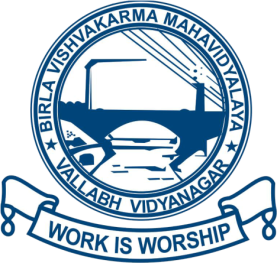 BIRLA VISHVAKARMA MAHAVIDYALAYA
VALLABH VIDYANAGAR
WORK IS WORSHIP